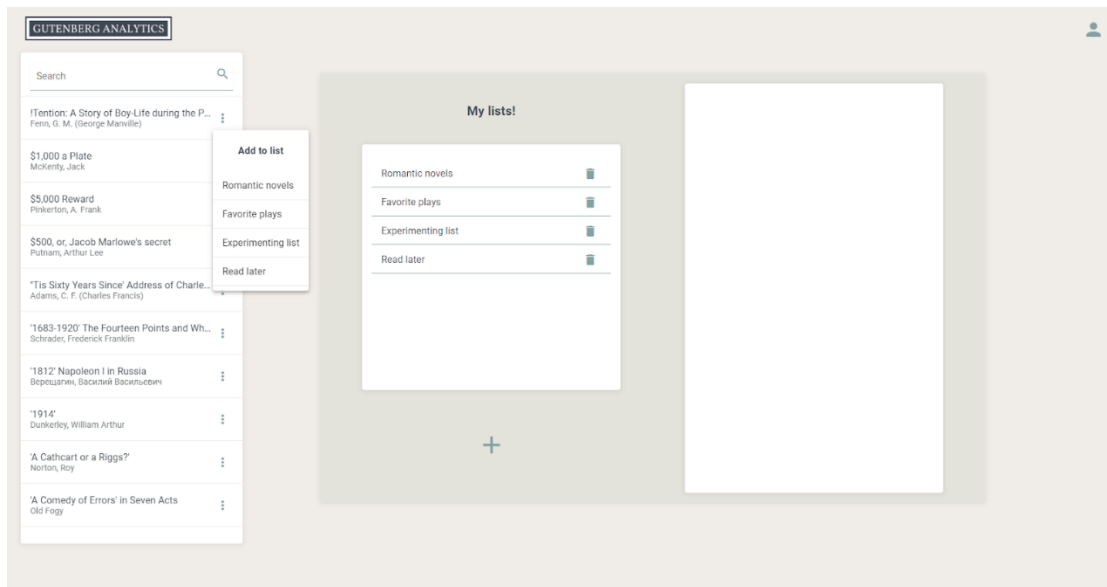 GUTENBERG ANALYTICS
Search
!Tention: A Story of Boy-Life during the P...
Fenn, G. M. (George Manville)
$1,000 a Plate
McKenty, Jack
$5,000 Reward
Pinkerton, A. Frank
$500, or, Jacob Marlowe's secret
Putnam, Arthur Lee
"Tis Sixty Years Since' Address of Charle...
Adams, C. F. (Charles Francis)
'1683-1920' The Fourteen Points and Wh...
Schrader, Frederick Franklin
'1812' Napoleon I in Russia
Верещагин, Василий Васильевич
'1914'
Dunkerley, William Arthur
'A Cathcart or a Riggs?'
Norton, Roy
'A Comedy of Errors' in Seven Acts
Old Fogy
Add to list
Romantic novels
Favorite plays
Experimenting list
Read later
My lists!
Romantic novels
Favorite plays
Experimenting list
Read later